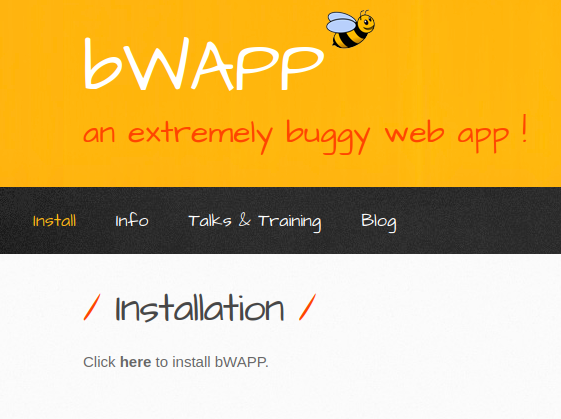 bWAPP
an extremely buggy web app !
Install Info Talks & Training Blog
/ Installation /
Click here to install bWAPP.